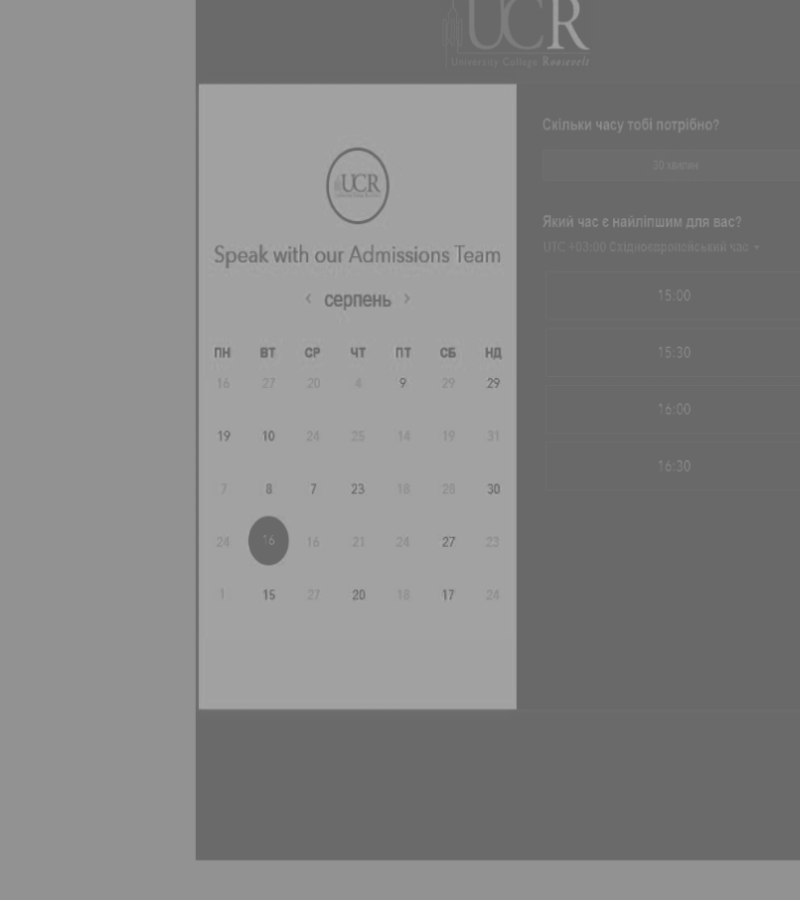 UCR
University College Roosevelt
UCR
Speak with our Admissions Team
‹ серпень ›
ПН ВТ СР ЧТ ПТ СБ НД
16 27 20 4 9 29 29
19 10 24 25 14 19 31
7 8 7 23 18 28 30
24 16 16 21 24 27 23
1 15 27 20 18 17 24
Скільки часу тобі потрібно?
30 хвилин
Який час є найліпшим для вас?
UTC +03:00 Східноєвропейський час
15:00
15:30
16:00
16:30